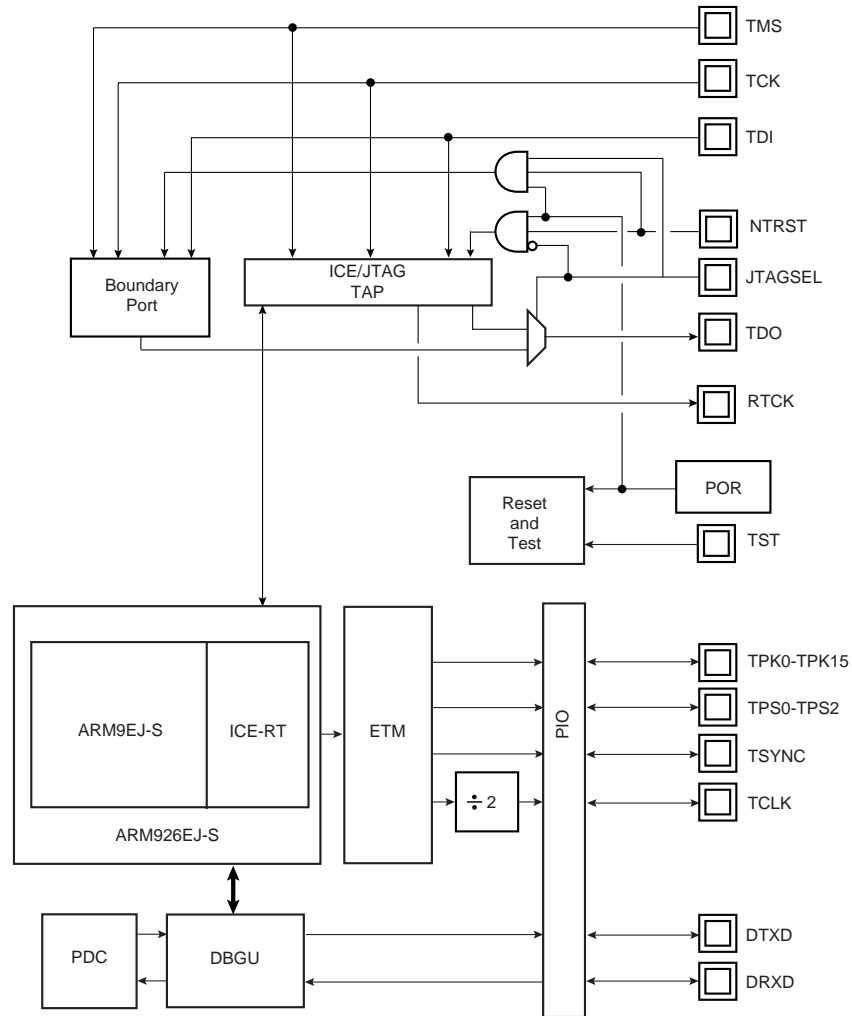 TMS
TCK
TDI
NTRST
JTAGSEL
Boundary
Port
ICE/JTAG
TAP
TDO
RTCK
POR
Reset
and
Test
TST
TPK0-TPK15
TPS0-TPS2
TSYNC
TCLK
ARM9EJ-S
ICE-RT
ARM926EJ-S
ETM
÷ 2
PIO
PDC
DBGU
DTXD
DRXD